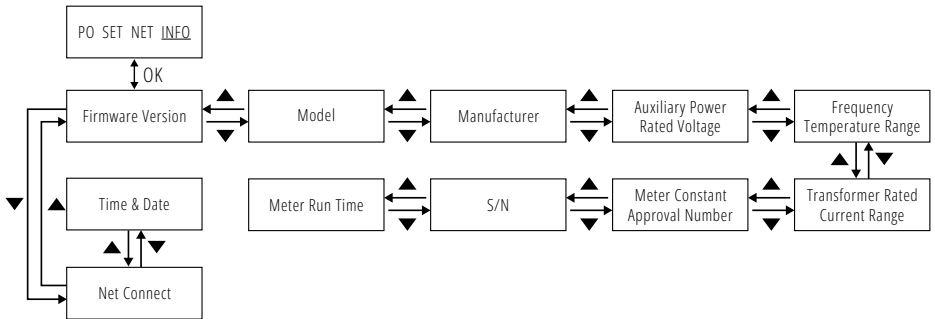 PO SET NET INFO
OK
Firmware Version
Model
Manufacturer
Auxiliary Power
Rated Voltage
Frequency
Temperature Range
Time & Date
Meter Run Time
S/N
Meter Constant
Approval Number
Transformer Rated
Current Range
Net Connect